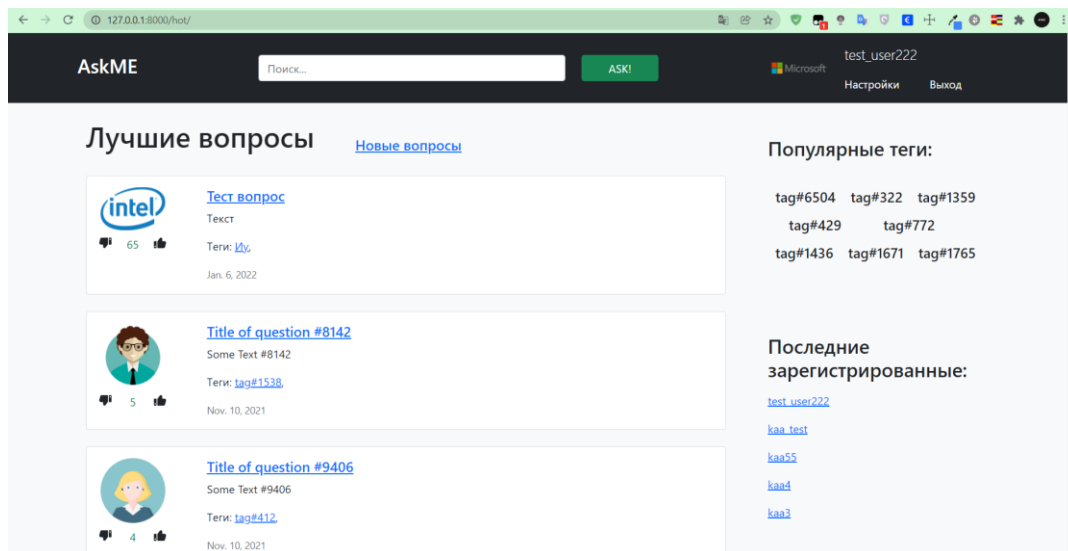 127.0.0.1:8000/hot/
AskME
Поиск...
ASK!
Microsoft
test_user222
Настройки
Выход
Лучшие вопросы
Новые вопросы
intel
65
Тест вопрос
Текст
Теги: Иу,
Jan. 6, 2022
5
Title of question #8142
Some Text #8142
Теги: tag#1538,
Nov. 10, 2021
4
Title of question #9406
Some Text #9406
Теги: tag#412,
Nov. 10, 2021
Популярные теги:
tag#6504 tag#322 tag#1359
tag#429 tag#772
tag#1436 tag#1671 tag#1765
Последние
зарегистрированные:
test_user222
kaa_test
kaa55
kaa4
kaa3